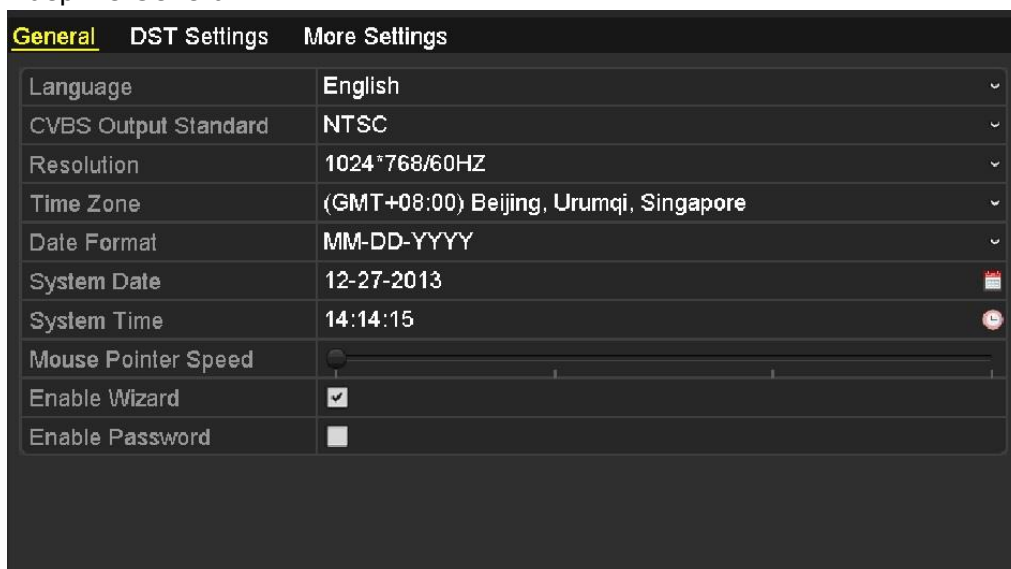 General DST Settings More Settings
Language English
CVBS Output Standard NTSC
Resolution 1024*768/60HZ
Time Zone (GMT+08:00) Beijing, Urumqi, Singapore
Date Format MM-DD-YYYY
System Date 12-27-2013
System Time 14:14:15
Mouse Pointer Speed
Enable Wizard
Enable Password